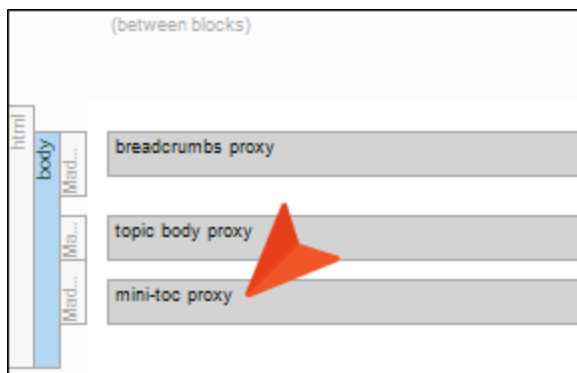 (between blocks)
html
body
Mad...
breadcrumbs proxy
Ma...
topic body proxy
Mad...
mini-toc proxy